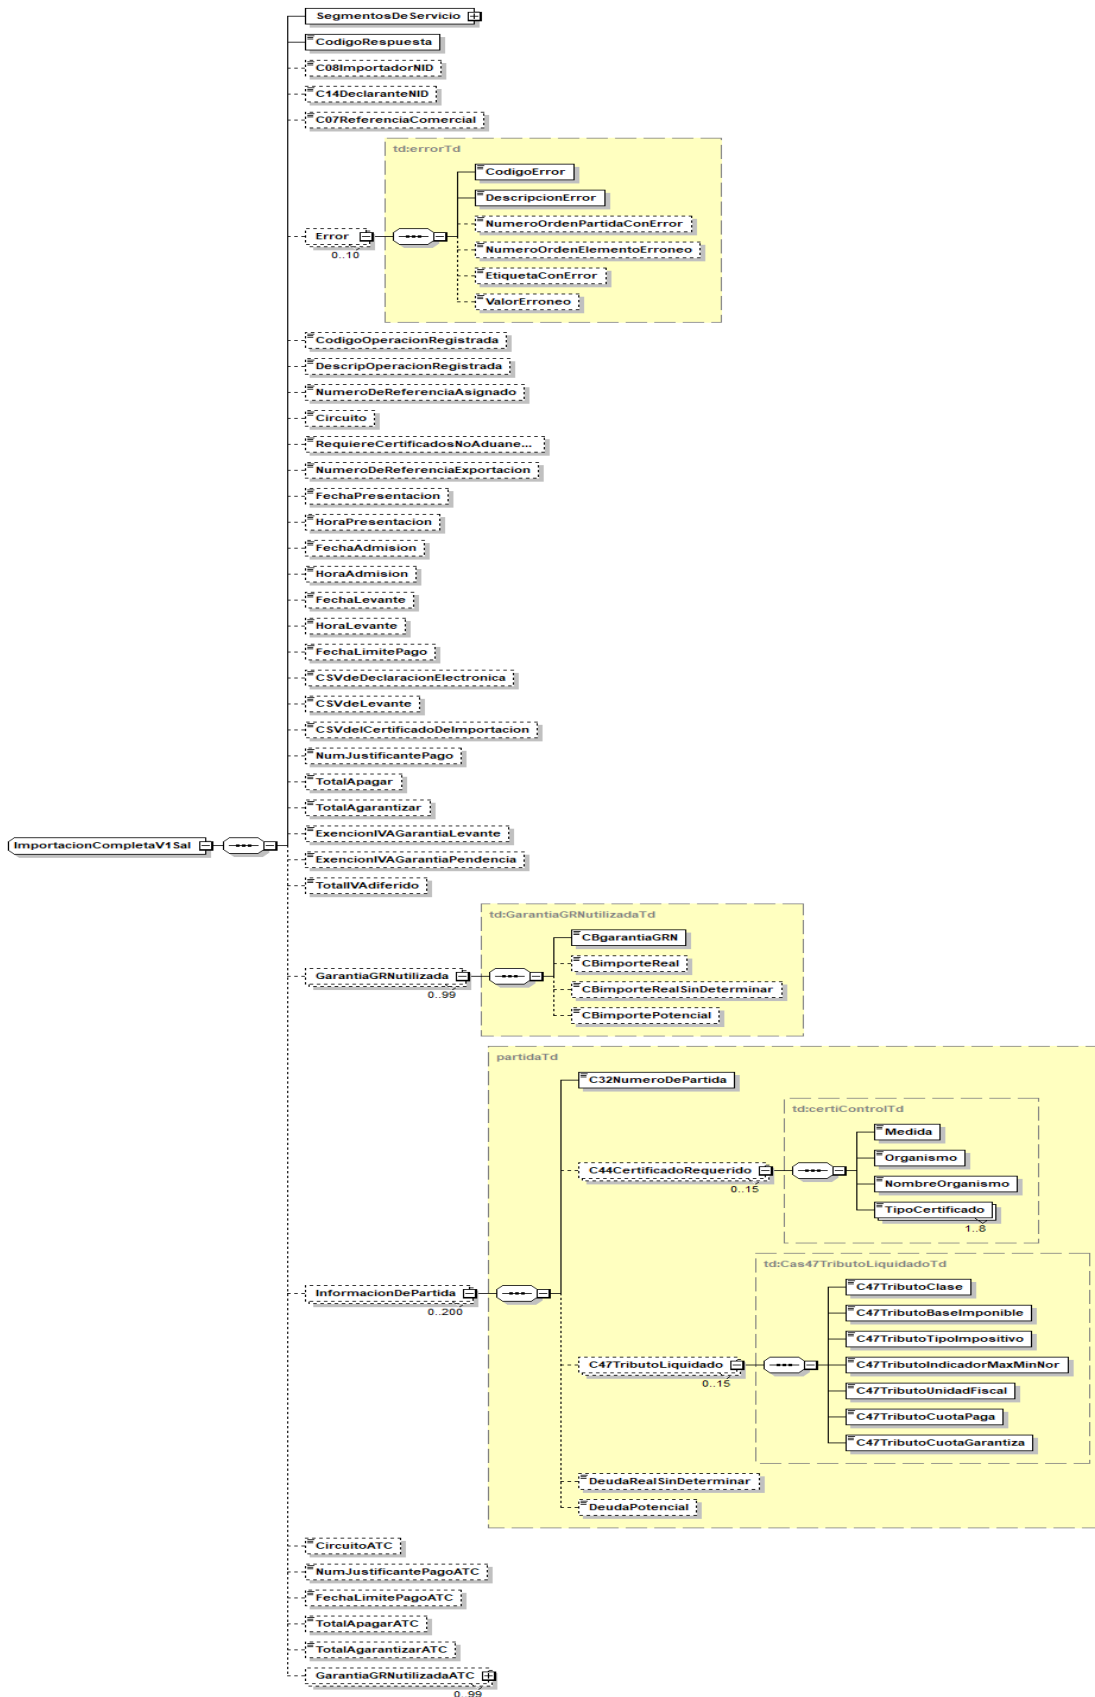 SegmentosDeServicio
CodigoRespuesta
C08ImportadorNID
C14DeclaranteNID
C07ReferenciaComercial
td:errorTd
CodigoError
DescripcionError
NumeroOrdenPartidaConError
Error
NumeroOrdenElementoErroneo
0..10
EtiquetaConError
ValorErroneo
CodigoOperacionRegistrada
DescripOperacionRegistrada
NumeroDeReferenciaAsignado
Circuito
RequiereCertificadosNoAduane...
NumeroDeReferenciaExportacion
FechaPresentacion
HoraPresentacion
FechaAdmision
HoraAdmision
FechaLevante
HoraLevante
FechaLimitePago
CSVdeDeclaracionElectronica
CSVdeLevante
CSVdelCertificadoDeImportacion
NumJustificantePago
TotalApagar
TotalAgarantizar
ExencionIVAGarantiaLevante
ImportacionCompletaV1Sal
ExencionIVAGarantiaPendencia
TotalIVAdiferido
td:GarantiaGRNutilizadaTd
CBgarantiaGRN
CBimporteReal
GarantiaGRNutilizada
0..99
CBimporteRealSinDeterminar
CBimportePotencial
partidaTd
C32NumeroDePartida
td:certiControlTd
Medida
Organismo
C44CertificadoRequerido
0..15
NombreOrganismo
TipoCertificado
1..8
td:Cas47TributoLiquidadoTd
C47TributoClase
InformacionDePartida
0..200
C47TributoBaseImponible
C47TributoTipoImpositivo
C47TributoLiquidado
0..15
C47TributoIndicadorMaxMinNor
C47TributoUnidadFiscal
C47TributoCuotaPaga
C47TributoCuotaGarantiza
DeudaRealSinDeterminar
DeudaPotencial
CircuitoATC
NumJustificantePagoATC
FechaLimitePagoATC
TotalApagarATC
TotalAgarantizarATC
GarantiaGRNutilizadaATC
0..99